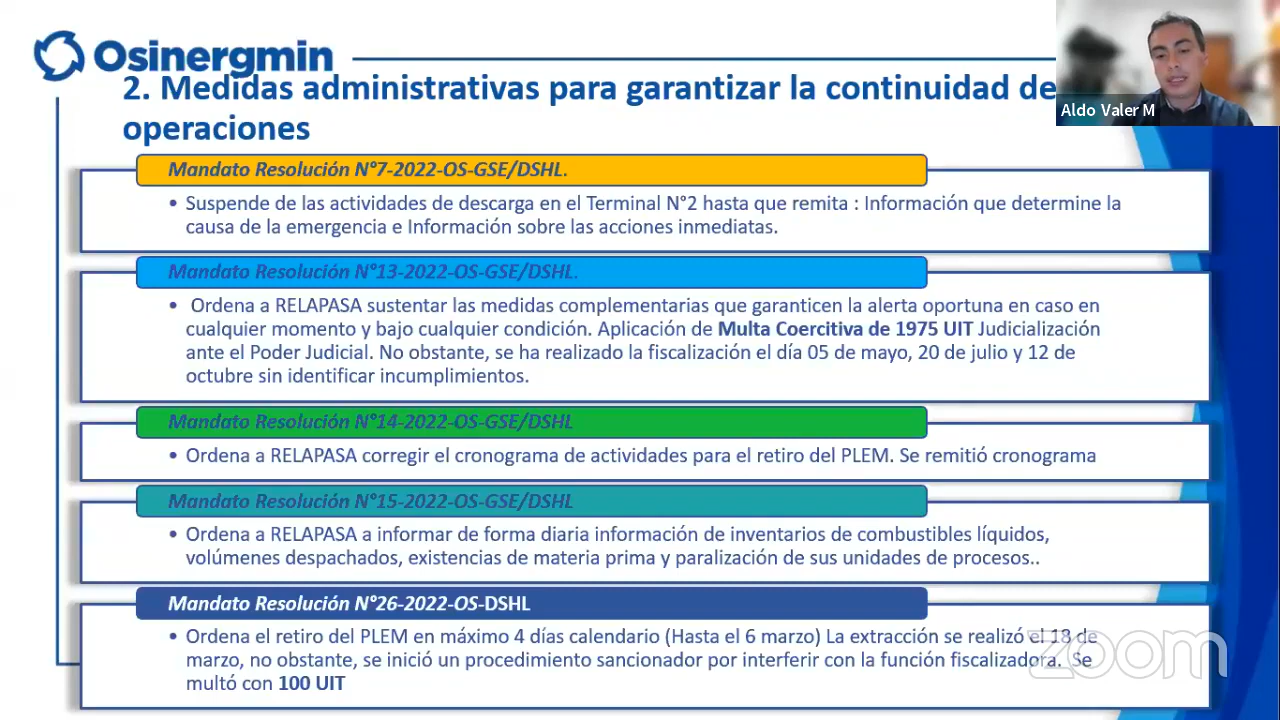 Osinergmin
2. Medidas administrativas para garantizar la continuidad de
operaciones
Aldo Valer M
Mandato Resolución N°7-2022-OS-GSE/DSHL.
• Suspende de las actividades de descarga en el Terminal N°2 hasta que remita : Información que determine la
causa de la emergencia e Información sobre las acciones inmediatas.
Mandato Resolución N°13-2022-OS-GSE/DSHL.
• Ordena a RELAPASA sustentar las medidas complementarias que garanticen la alerta oportuna en caso en
cualquier momento y bajo cualquier condición. Aplicación de Multa Coercitiva de 1975 UIT Judicialización
ante el Poder Judicial. No obstante, se ha realizado la fiscalización el día 05 de mayo, 20 de julio y 12 de
octubre sin identificar incumplimientos.
Mandato Resolución N°14-2022-OS-GSE/DSHL
• Ordena a RELAPASA corregir el cronograma de actividades para el retiro del PLEM. Se remitió cronograma
Mandato Resolución N°15-2022-OS-GSE/DSHL
• Ordena a RELAPASA a informar de forma diaria información de inventarios de combustibles líquidos,
volúmenes despachados, existencias de materia prima y paralización de sus unidades de procesos..
Mandato Resolución N°26-2022-OS-DSHL
• Ordena el retiro del PLEM en máximo 4 días calendario (Hasta el 6 marzo) La extracción se realizó el 18 de
marzo, no obstante, se inició un procedimiento sancionador por interferir con la función fiscalizadora. Se
multó con 100 UIT
zoom